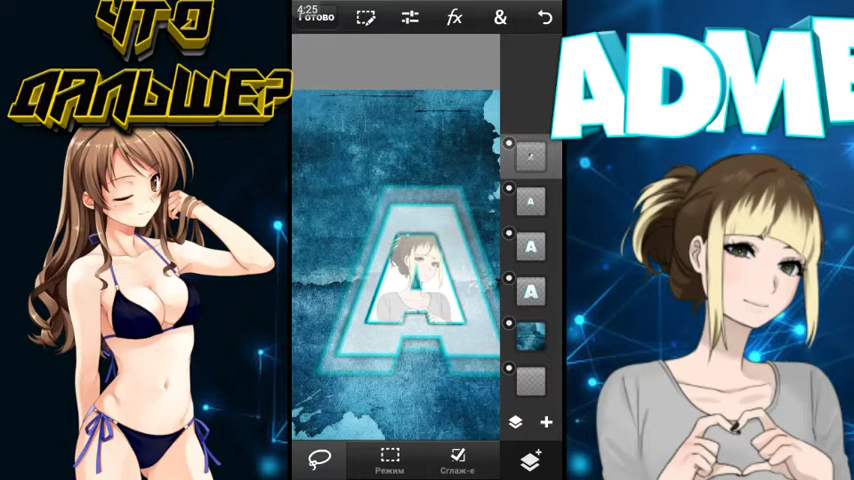 ЧТО
ДАЛЬШЕ?
4:25
ГОТОВО
fx
&
ADME
A
Режим
Сглаж-е